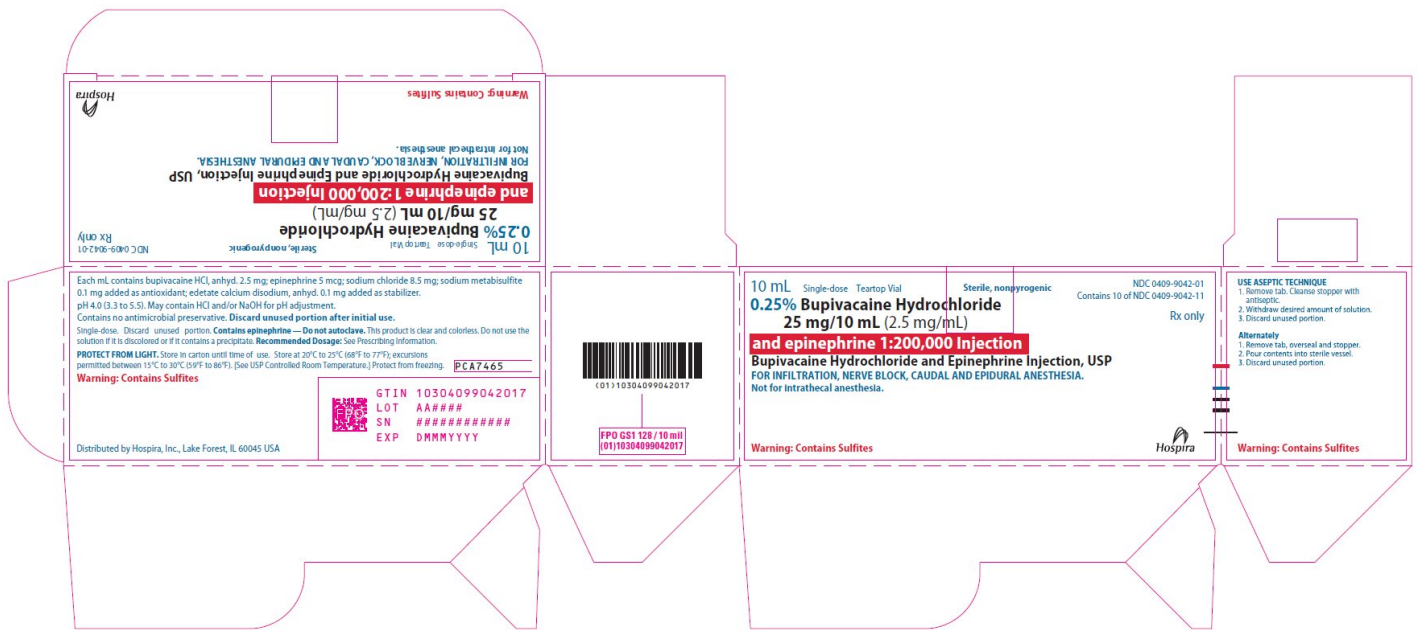 Hospira
Warning: Contains Sulfites
10 mL Single-dose Teartop Vial Sterile, nonpyrogenic
NDC 0409-9042-01
Rx only
0.25% Bupivacaine Hydrochloride
25 mg/10 mL (2.5 mg/mL)
and epinephrine 1:200,000 Injection
Bupivacaine Hydrochloride and Epinephrine Injection, USP
FOR INFILTRATION, NERVE BLOCK, CAUDAL AND EPIDURAL ANESTHESIA.
Not for intrathecal anesthesia.
Each mL contains bupivacaine HCl, anhyd. 2.5 mg; epinephrine 5 mcg; sodium chloride 8.5 mg; sodium metabisulfite
0.1 mg added as antioxidant; edetate calcium disodium, anhyd. 0.1 mg added as stabilizer.
pH 4.0 (3.3 to 5.5). May contain HCl and/or NaOH for pH adjustment.
Contains no antimicrobial preservative. Discard unused portion after initial use.
Single-dose. Discard unused portion. Contains epinephrine — Do not autoclave. This product is clear and colorless. Do not use the
solution if it is discolored or if it contains a precipitate. Recommended Dosage: See Prescribing Information.
PROTECT FROM LIGHT. Store in carton until time of use. Store at 20°C to 25°C (68°F to 77°F); excursions
permitted between 15°C to 30°C (59°F to 86°F). [See USP Controlled Room Temperature.] Protect from freezing.
PCA7465
Warning: Contains Sulfites
FPO
GTIN 10304099042017
LOT AA####
SN ############
EXP DMMMYYYY
Distributed by Hospira, Inc., Lake Forest, IL 60045 USA
(01)10304099042017
FPO GS1 128 / 10 mil
(01)10304099042017
10 mL Single-dose Teartop Vial Sterile, nonpyrogenic
NDC 0409-9042-01
Contains 10 of NDC 0409-9042-11
Rx only
0.25% Bupivacaine Hydrochloride
25 mg/10 mL (2.5 mg/mL)
and epinephrine 1:200,000 Injection
Bupivacaine Hydrochloride and Epinephrine Injection, USP
FOR INFILTRATION, NERVE BLOCK, CAUDAL AND EPIDURAL ANESTHESIA.
Not for Intrathecal anesthesia.
Warning: Contains Sulfites
Hospira
USE ASEPTIC TECHNIQUE
1. Remove tab. Cleanse stopper with
antiseptic.
2. Withdraw desired amount of solution.
3. Discard unused portion.
Alternately
1. Remove tab, overseal and stopper.
2. Pour contents into sterile vessel.
3. Discard unused portion.
Warning: Contains Sulfites